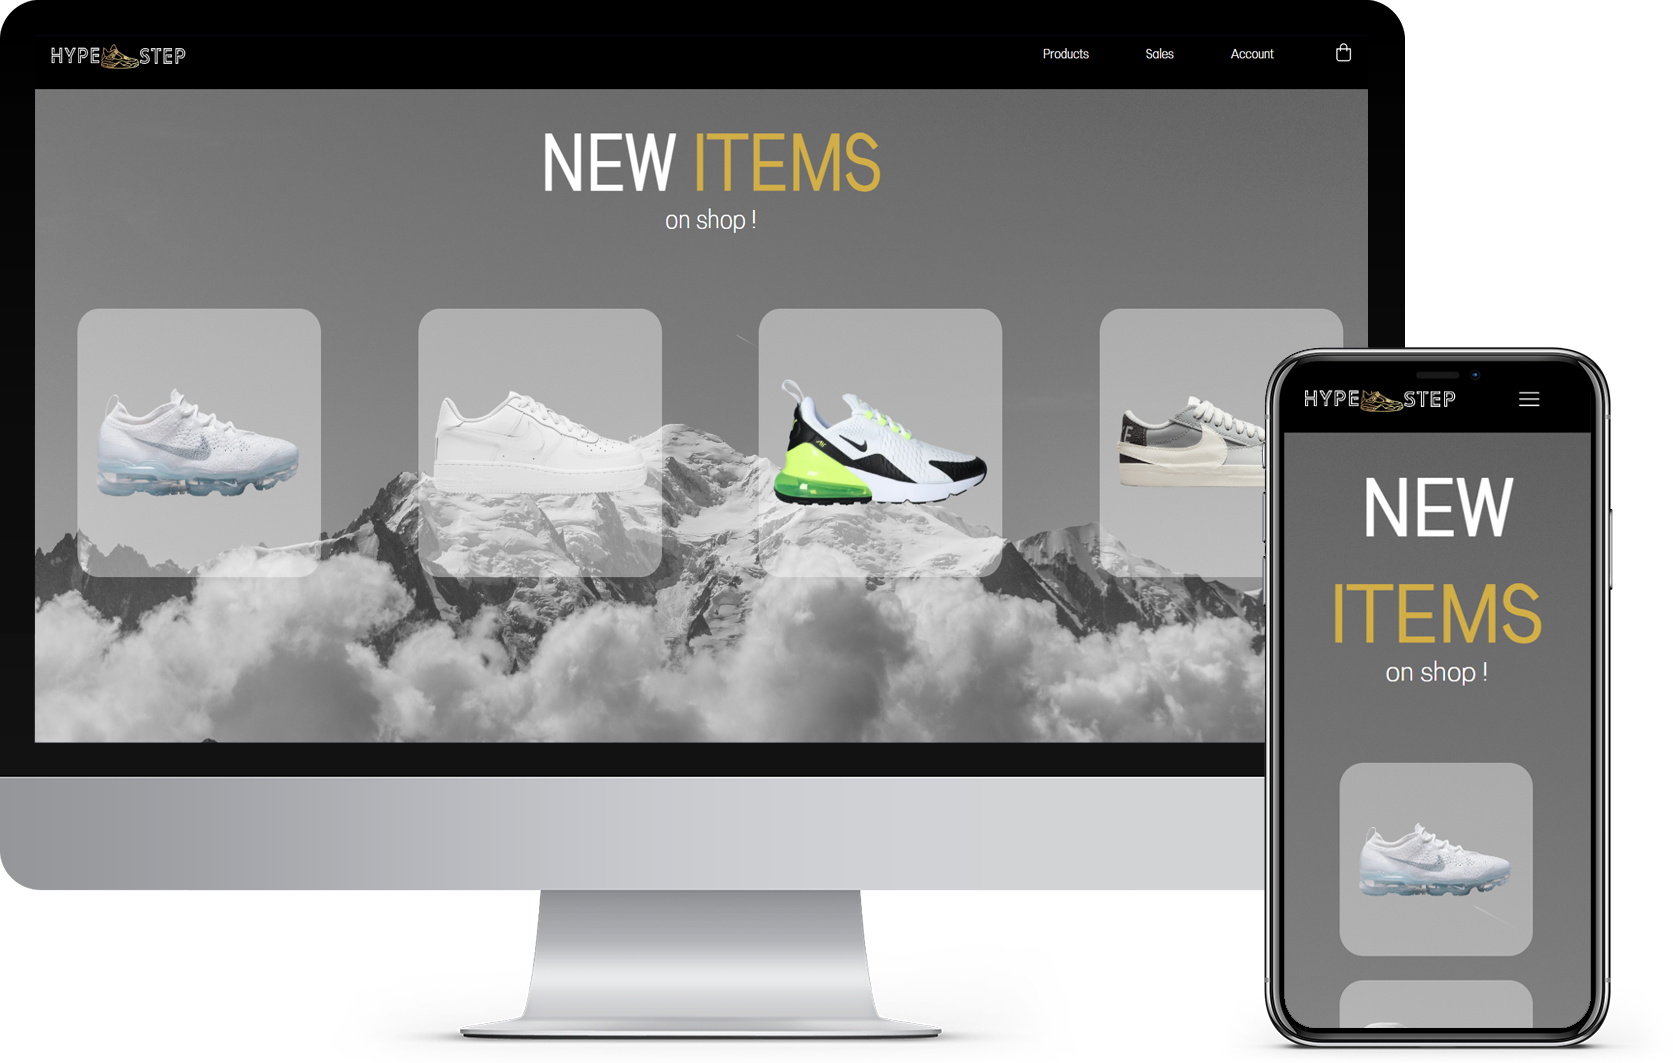 HYPE STEP
Products Sales Account
NEW ITEMS
on shop !
HYPE STEP
NEW
ITEMS
on shop !